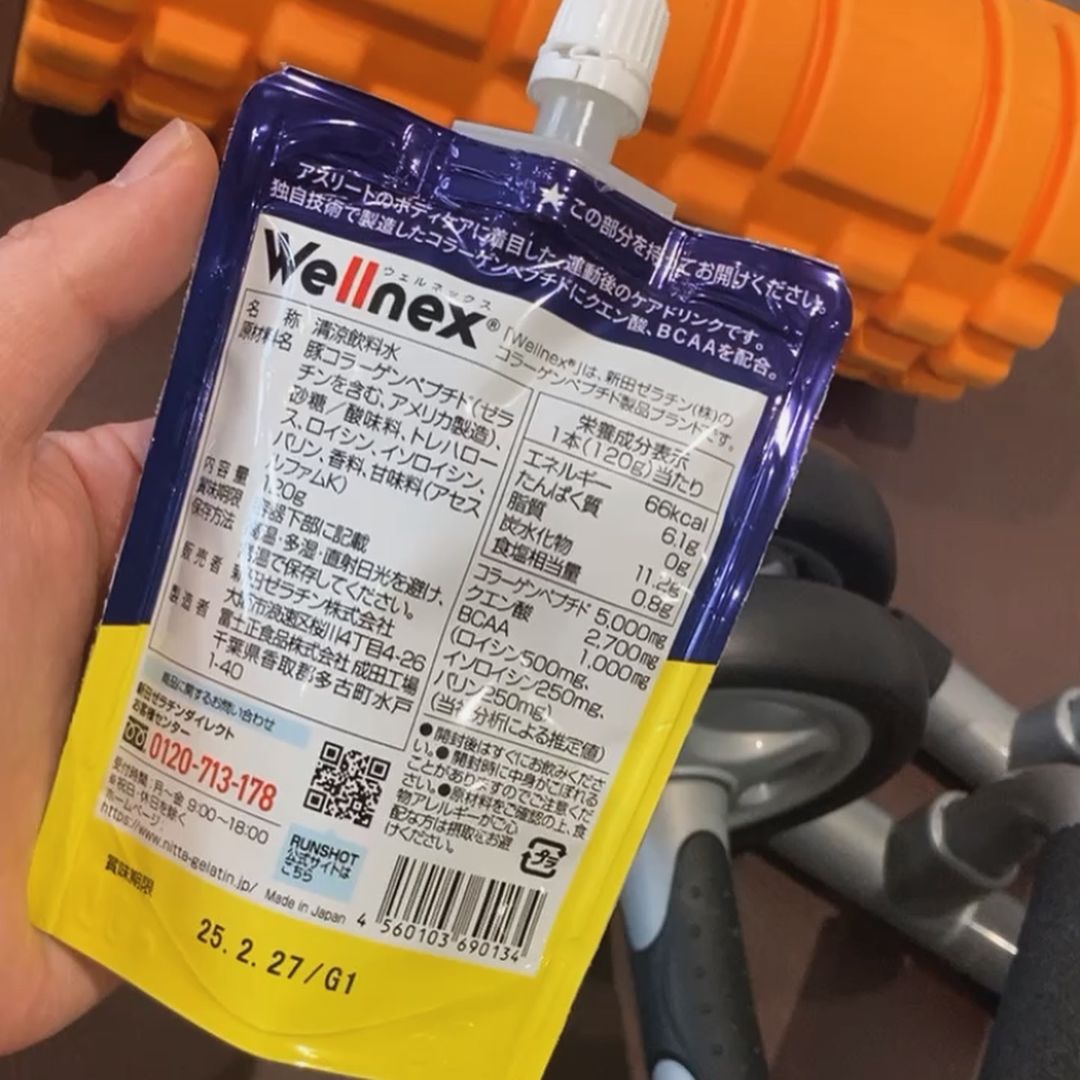 ★この部分を持ってお開けください。
アスリートのボディケアに着目した、運動後のケアドリンクです。
独自技術で製造したコラーゲンペプチドにクエン酸、BCAAを配合。
ウェルネックス
Wellnex®
「Wellnex®」は、新田ゼラチン(株)の
コラーゲンペプチド製品ブランドです。
名 称 清涼飲料水
原材料名 豚コラーゲンペプチド(ゼラ
チンを含む、アメリカ製造)、
砂糖/酸味料、トレハロー
ス、ロイシン、イソロイシン、
バリン、香料、甘味料(アセス
ルファムK)
内容量 120g
賞味期限 容器下部に記載
保存方法 高温・多湿・直射日光を避け、
常温で保存してください。
販売者 新田ゼラチン株式会社
大阪市浪速区桜川4丁目4-26
製造者 富士正食品株式会社 成田工場
千葉県香取郡多古町水戸
1-40
栄養成分表示
1本(120g)当たり
エネルギー 66kcal
たんぱく質 6.1g
脂質 0g
炭水化物 11.2g
食塩相当量 0.8g
コラーゲンペプチド 5,000mg
クエン酸 2,700mg
BCAA 1,000mg
(ロイシン500mg、
イソロイシン250mg、
バリン250mg)
(当社分析による推定値)
●開封後はすぐにお飲みくださ
い。●開封時に中身がこぼれる
ことがありますのでご注意くだ
さい。●原材料をご確認の上、食
物アレルギーがご心
配な方は摂取をお避
けください。
商品に関するお問い合わせ
新田ゼラチンダイレクト
お客様センター
0120-713-178
受付時間:月〜金 9:00〜18:00
※祝日・休日を除く
ホームページ
https://www.nitta-gelatin.jp/
RUNSHOT
公式サイトは
こちら
プラ
Made in Japan
4 560103 690134
賞味期限
25.2.27/G1